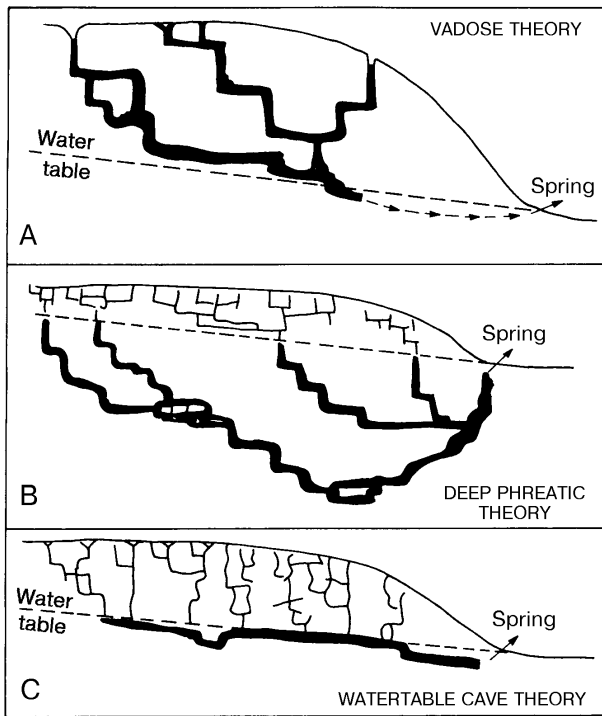 VADOSE THEORY
Water
table
Spring
A
Spring
B
DEEP PHREATIC
THEORY
Water
table
Spring
C
WATERTABLE CAVE THEORY